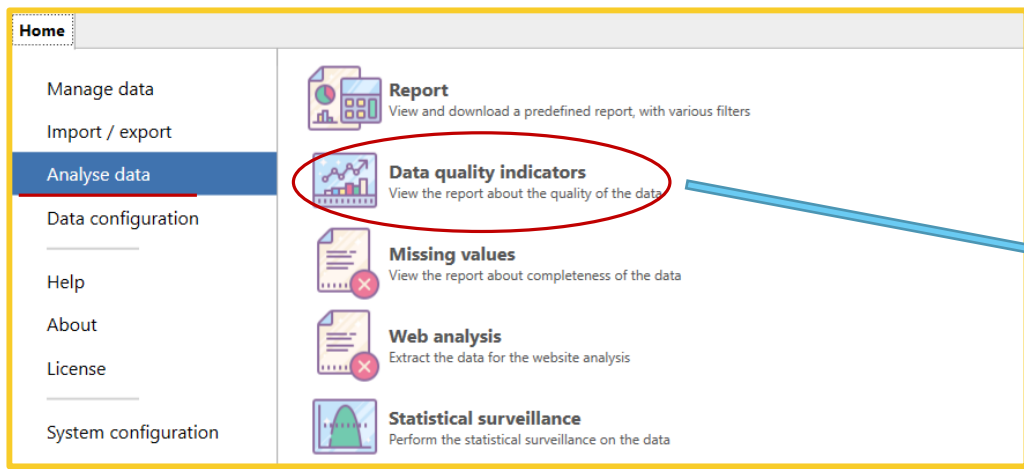 Home
Manage data
Import / export
Analyse data
Data configuration
Help
About
License
System configuration
Report
View and download a predefined report, with various filters
Data quality indicators
View the report about the quality of the data
Missing values
View the report about completeness of the data
Web analysis
Extract the data for the website analysis
Statistical surveillance
Perform the statistical surveillance on the data